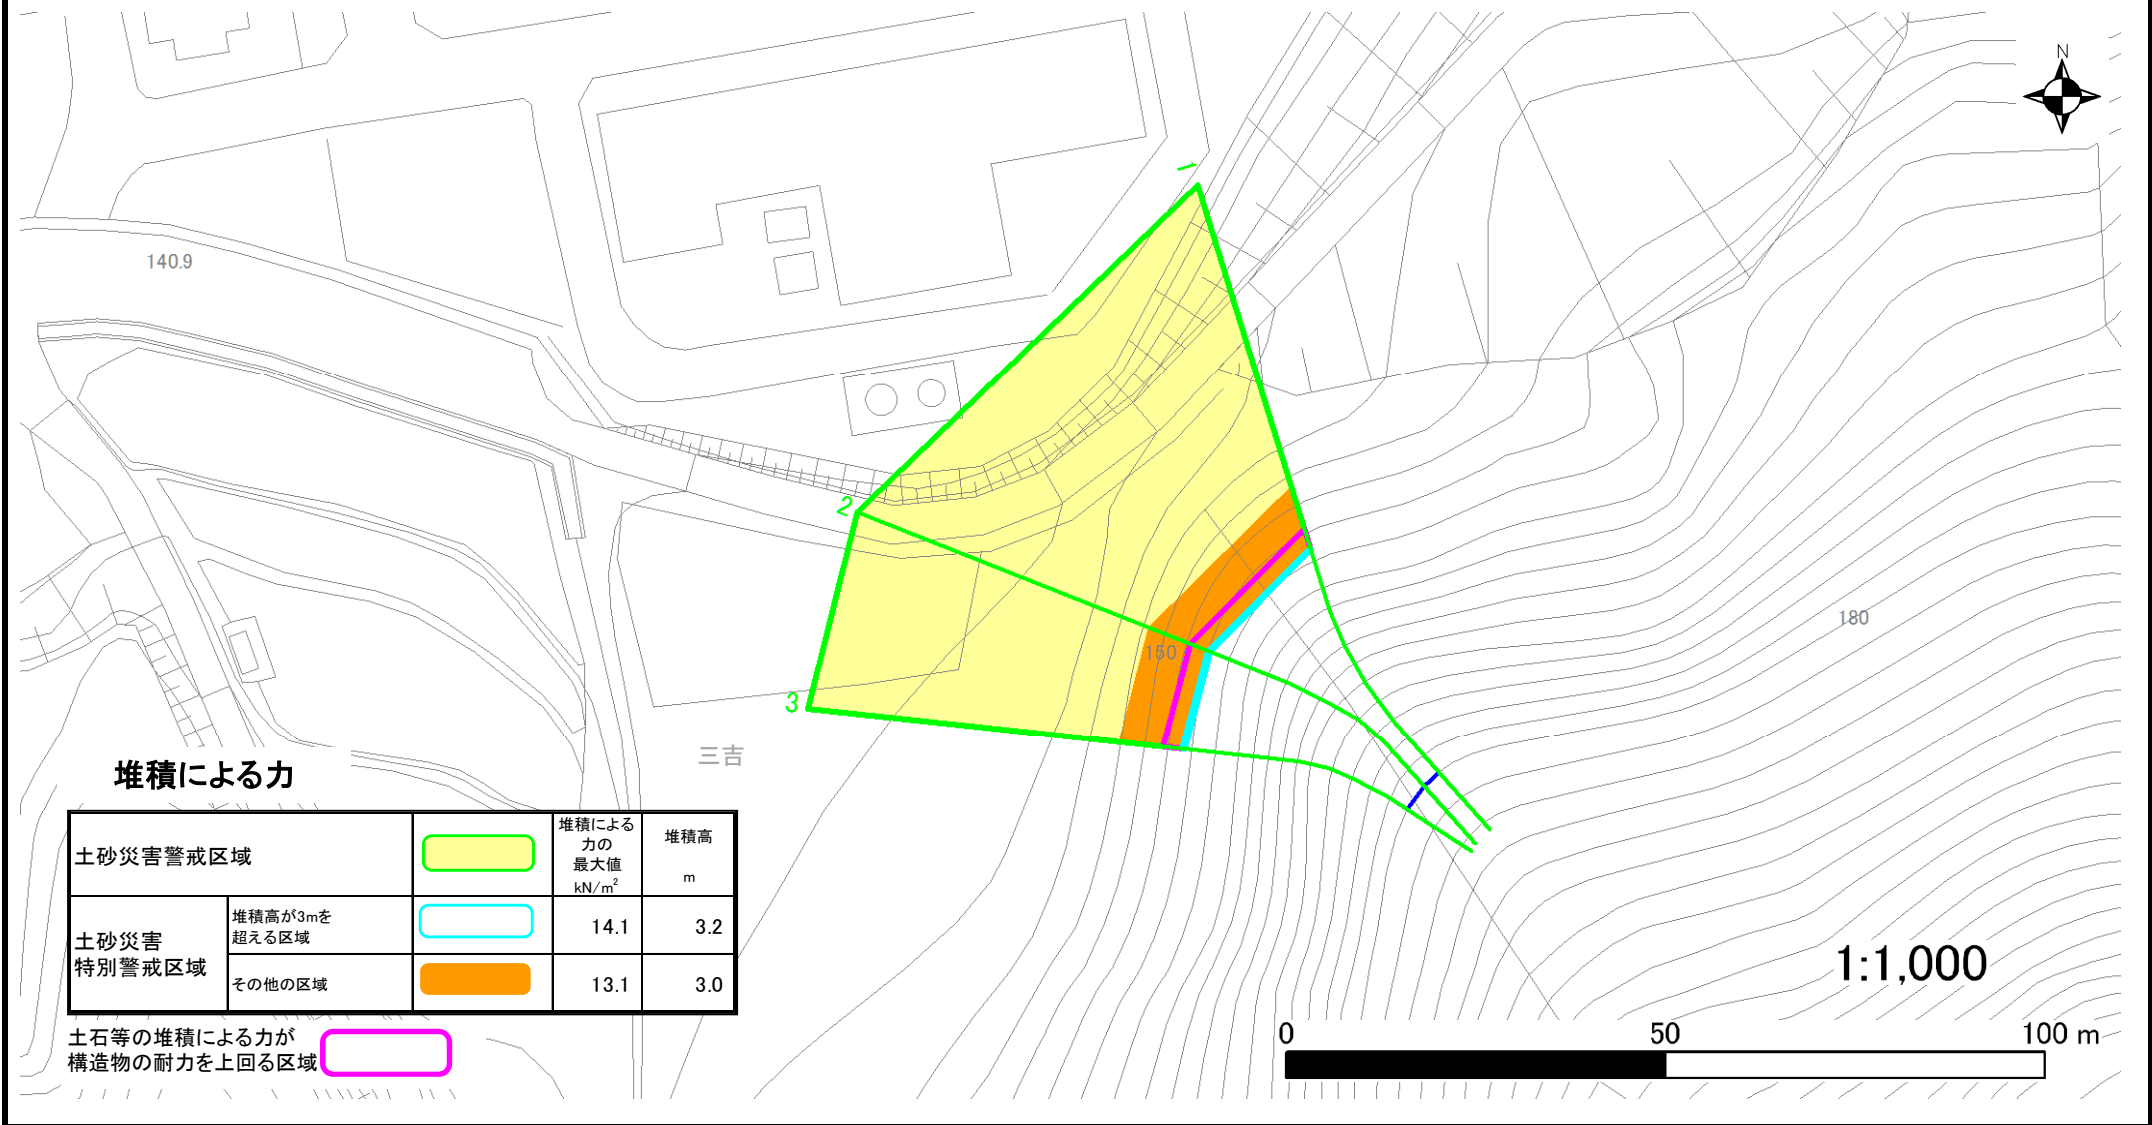 N
1
140.9
2
180
150
3
三吉
堆積による力
土砂災害警戒区域
堆積による
力の
最大値
kN/m²
堆積高
m
土砂災害
特別警戒区域
堆積高が3mを
超える区域
14.1
3.2
その他の区域
13.1
3.0
土石等の堆積による力が
構造物の耐力を上回る区域
1:1,000
0 50 100 m